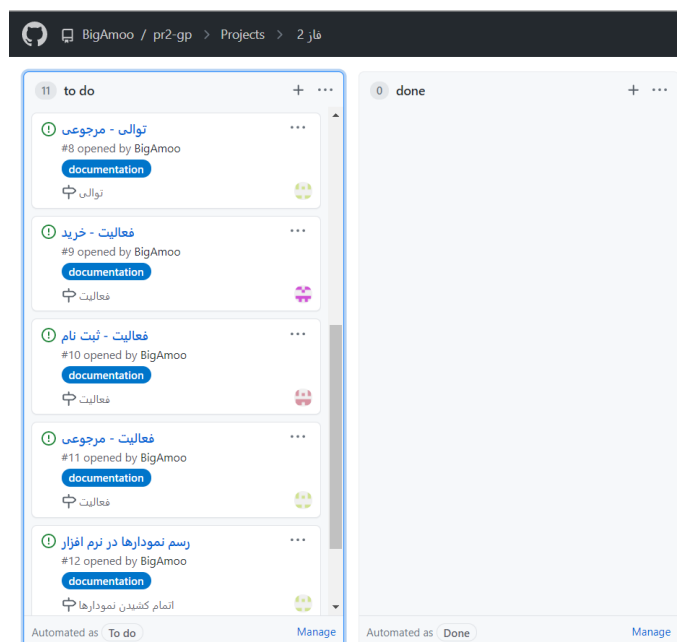 BigAmoo / pr2-gp > Projects > فاز 2
11 to do
توالی - مرجوعی
#8 opened by BigAmoo
documentation
توالی
فعالیت - خرید
#9 opened by BigAmoo
documentation
فعالیت
فعالیت - ثبت نام
#10 opened by BigAmoo
documentation
فعالیت
فعالیت - مرجوعی
#11 opened by BigAmoo
documentation
فعالیت
رسم نمودارها در نرم افزار
#12 opened by BigAmoo
documentation
اتمام کشیدن نمودارها
Automated as To do Manage
0 done
Automated as Done Manage